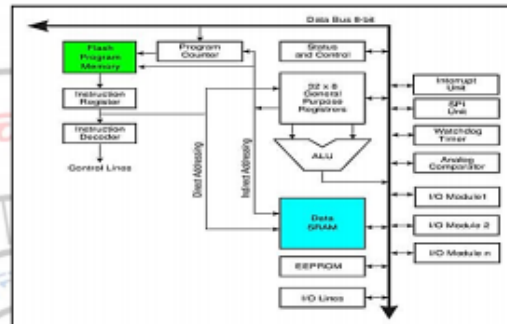 Data Bus 8-bit
Flash
Program
Memory
Program
Counter
Status
and Control
Instruction
Register
32 x 8
General
Purpose
Registrers
Instruction
Decoder
Control Lines
Direct Addressing
Indirect Addressing
ALU
Data
SRAM
EEPROM
I/O Lines
Interrupt
Unit
SPI
Unit
Watchdog
Timer
Analog
Comparator
I/O Module1
I/O Module 2
I/O Module n